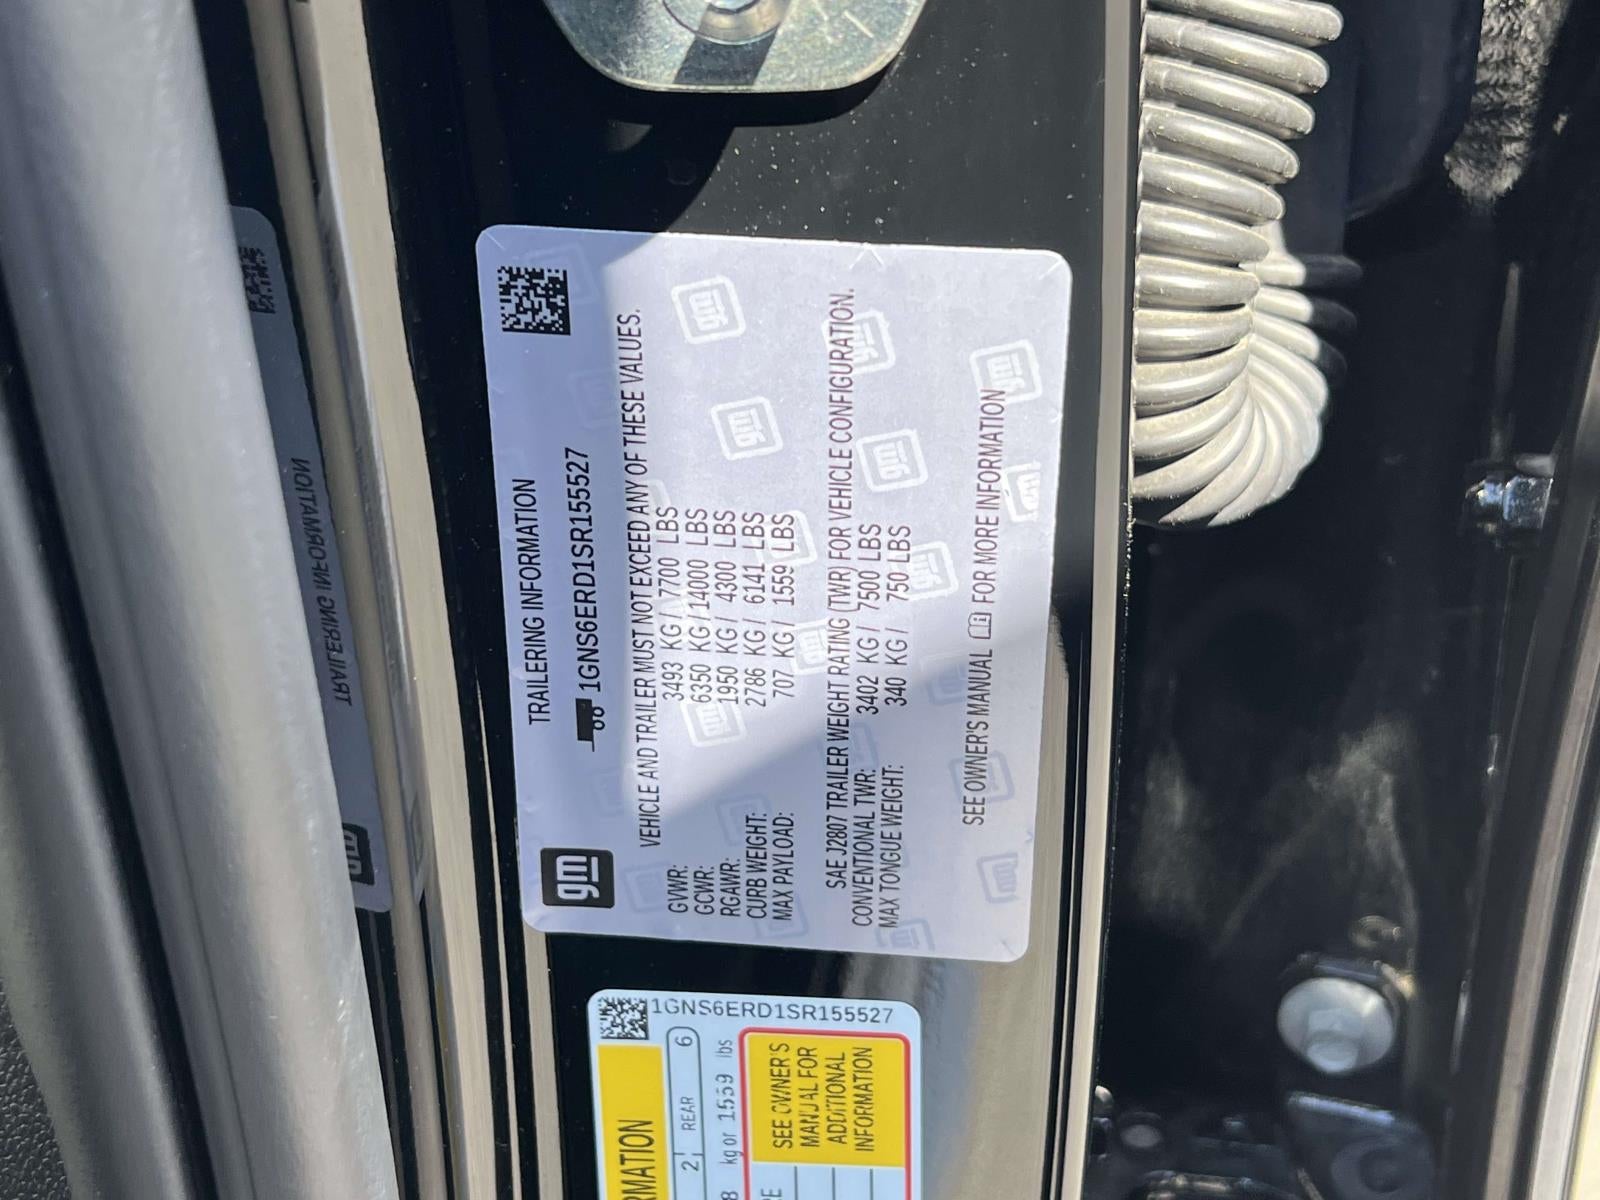 TRAILERING INFORMATION
1GNS6ERD1SR155527
gm
VEHICLE AND TRAILER MUST NOT EXCEED ANY OF THESE VALUES.
GVWR: 3493 KG / 7700 LBS
GCWR: 6350 KG / 14000 LBS
RGAWR: 1950 KG / 4300 LBS
CURB WEIGHT: 2786 KG / 6141 LBS
MAX PAYLOAD: 707 KG / 1559 LBS
SAE J2807 TRAILER WEIGHT RATING (TWR) FOR VEHICLE CONFIGURATION.
CONVENTIONAL TWR: 3402 KG / 7500 LBS
MAX TONGUE WEIGHT: 340 KG / 750 LBS
SEE OWNER'S MANUAL FOR MORE INFORMATION
1GNS6ERD1SR155527
2 REAR 6
kg or 1559 lbs
SEE OWNER'S
MANUAL FOR
ADDITIONAL
INFORMATION